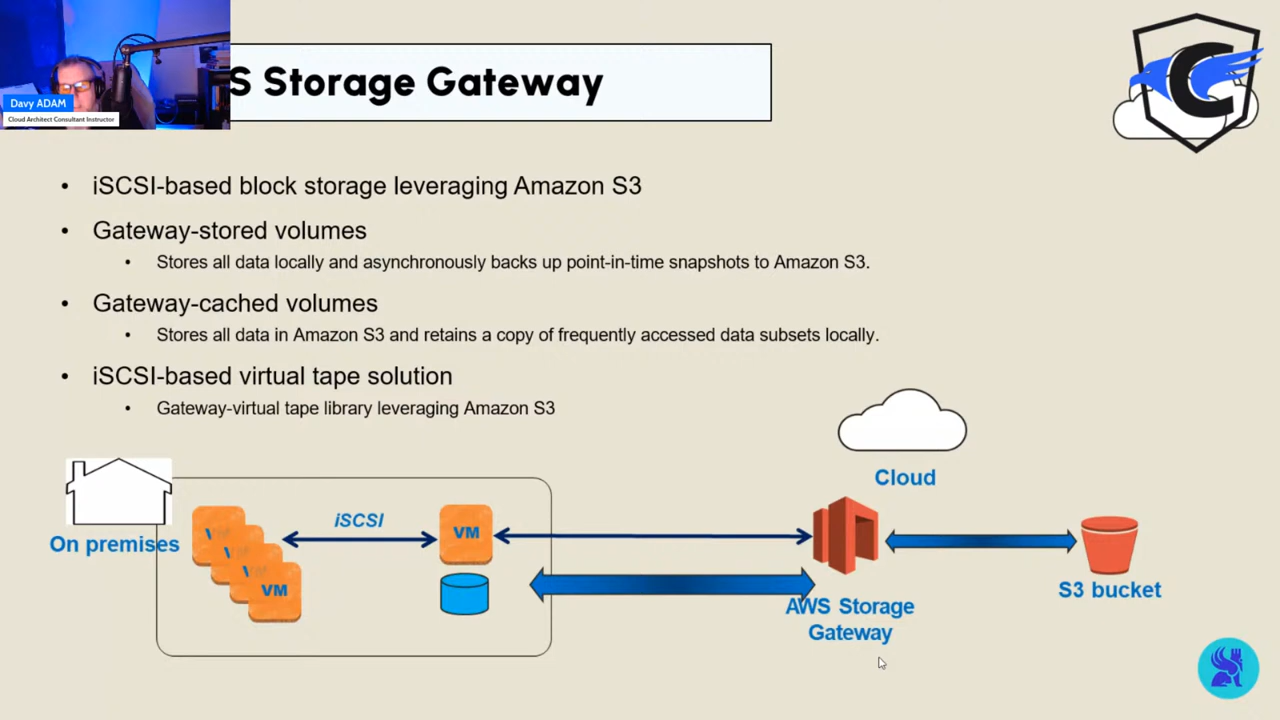 S Storage Gateway
Davy ADAM
Cloud Architect Consultant Instructor
C
• iSCSI-based block storage leveraging Amazon S3
• Gateway-stored volumes
• Stores all data locally and asynchronously backs up point-in-time snapshots to Amazon S3.
• Gateway-cached volumes
• Stores all data in Amazon S3 and retains a copy of frequently accessed data subsets locally.
• iSCSI-based virtual tape solution
• Gateway-virtual tape library leveraging Amazon S3
Cloud
On premises
VM
iSCSI
VM
AWS Storage
Gateway
S3 bucket